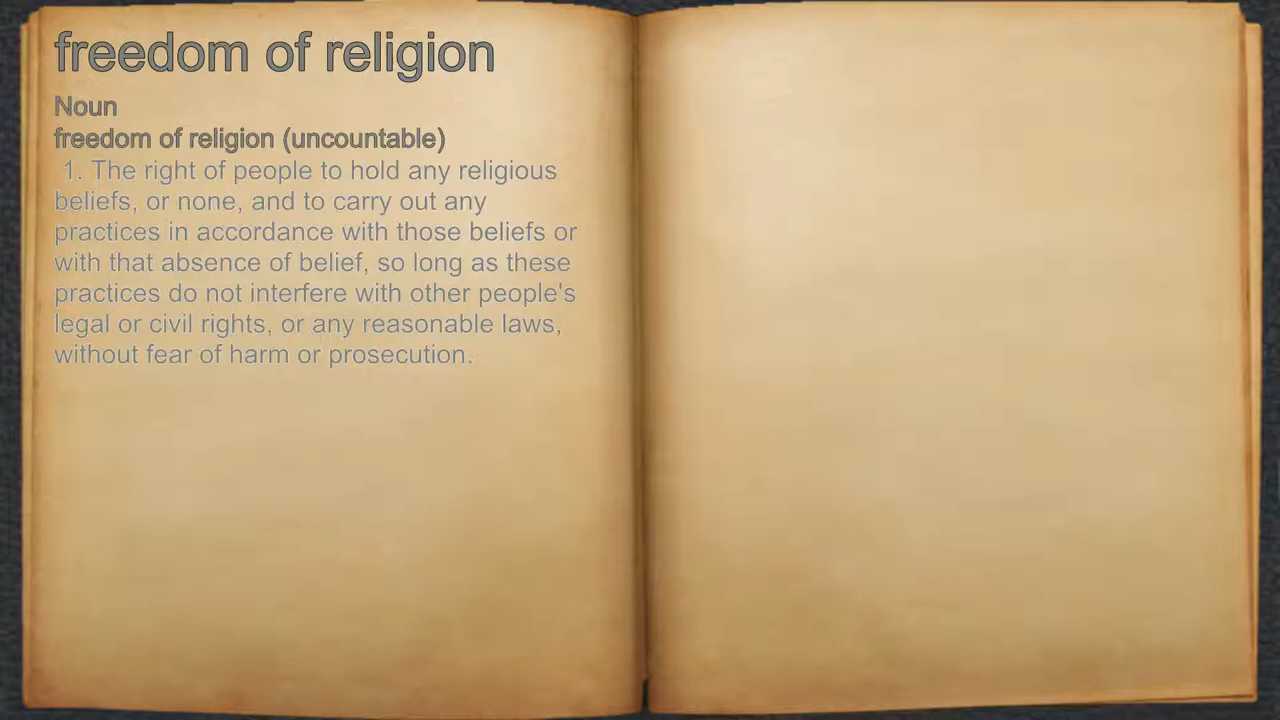 freedom of religion
Noun
freedom of religion (uncountable)
1. The right of people to hold any religious
beliefs, or none, and to carry out any
practices in accordance with those beliefs or
with that absence of belief, so long as these
practices do not interfere with other people's
legal or civil rights, or any reasonable laws,
without fear of harm or prosecution.